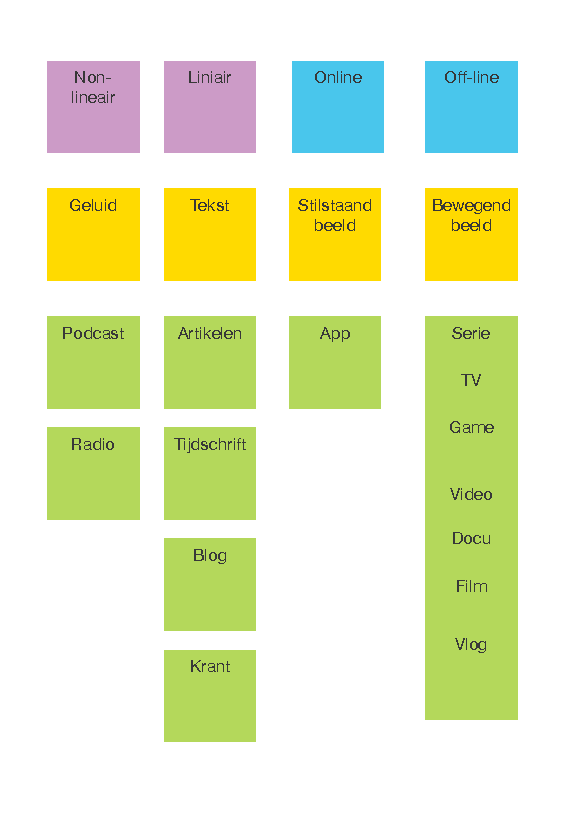 Non-
lineair
Liniair
Online
Off-line
Geluid
Tekst
Stilstaand
beeld
Bewegend
beeld
Podcast
Artikelen
App
Serie
TV
Game
Radio
Tijdschrift
Video
Docu
Blog
Film
Vlog
Krant